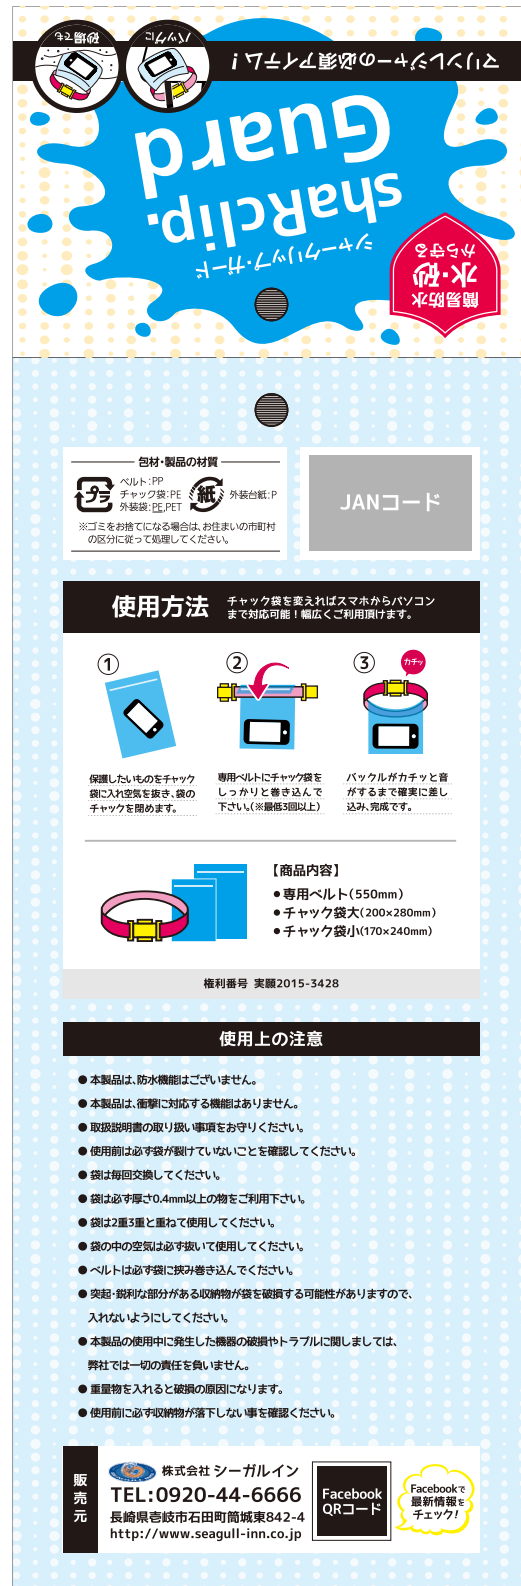 マリンレジャーの必須アイテム！
バッグに
砂場でも
簡易防水
水・砂
から守る
シャークリップ・ガード
shaRclip.
Guard
包材・製品の材質
プラ
ベルト:PP
チャック袋:PE
外装袋:PE,PET
紙
外装台紙:P
※ゴミをお捨てになる場合は、お住まいの市町村
の区分に従って処理してください。
JANコード
使用方法
チャック袋を変えればスマホからパソコン
まで対応可能！幅広くご利用頂けます。
①
保護したいものをチャック
袋に入れ空気を抜き、袋の
チャックを閉めます。
②
専用ベルトにチャック袋を
しっかりと巻き込んで
下さい。(※最低3回以上)
③
カチッ
バックルがカチッと音
がするまで確実に差し
込み、完成です。
【商品内容】
●専用ベルト(550mm)
●チャック袋大(200×280mm)
●チャック袋小(170×240mm)
権利番号 実願2015-3428
使用上の注意
● 本製品は、防水機能はございません。
● 本製品は、衝撃に対応する機能はありません。
● 取扱説明書の取り扱い事項をお守りください。
● 使用前は必ず袋が裂けていないことを確認してください。
● 袋は毎回交換してください。
● 袋は必ず厚さ0.4mm以上の物をご利用下さい。
● 袋は2重3重と重ねて使用してください。
● 袋の中の空気は必ず抜いて使用してください。
● ベルトは必ず袋に挟み巻き込んでください。
● 突起・鋭利な部分がある収納物が袋を破損する可能性がありますので、
入れないようにしてください。
● 本製品の使用中に発生した機器の破損やトラブルに関しましては、
弊社では一切の責任を負いません。
● 重量物を入れると破損の原因になります。
● 使用前に必ず収納物が落下しない事を確認ください。
販売元
株式会社 シーガルイン
TEL:0920-44-6666
長崎県壱岐市石田町筒城東842-4
http://www.seagull-inn.co.jp
Facebook
QRコード
Facebookで
最新情報を
チェック！